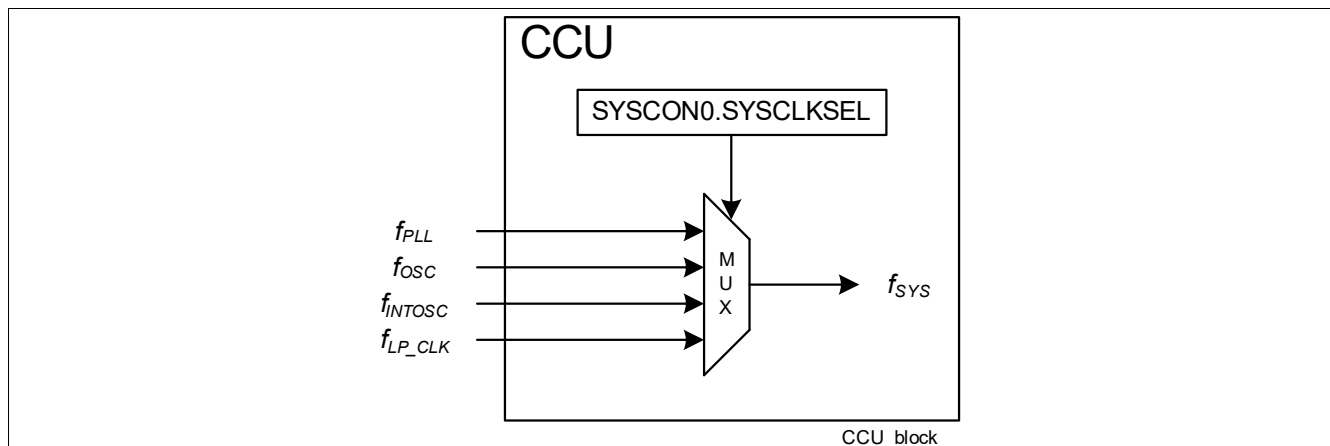 CCU
SYSCON0.SYSCLKSEL
fPLL
fOSC
fINTOSC
fLP_CLK
M
U
X
fSYS
CCU block